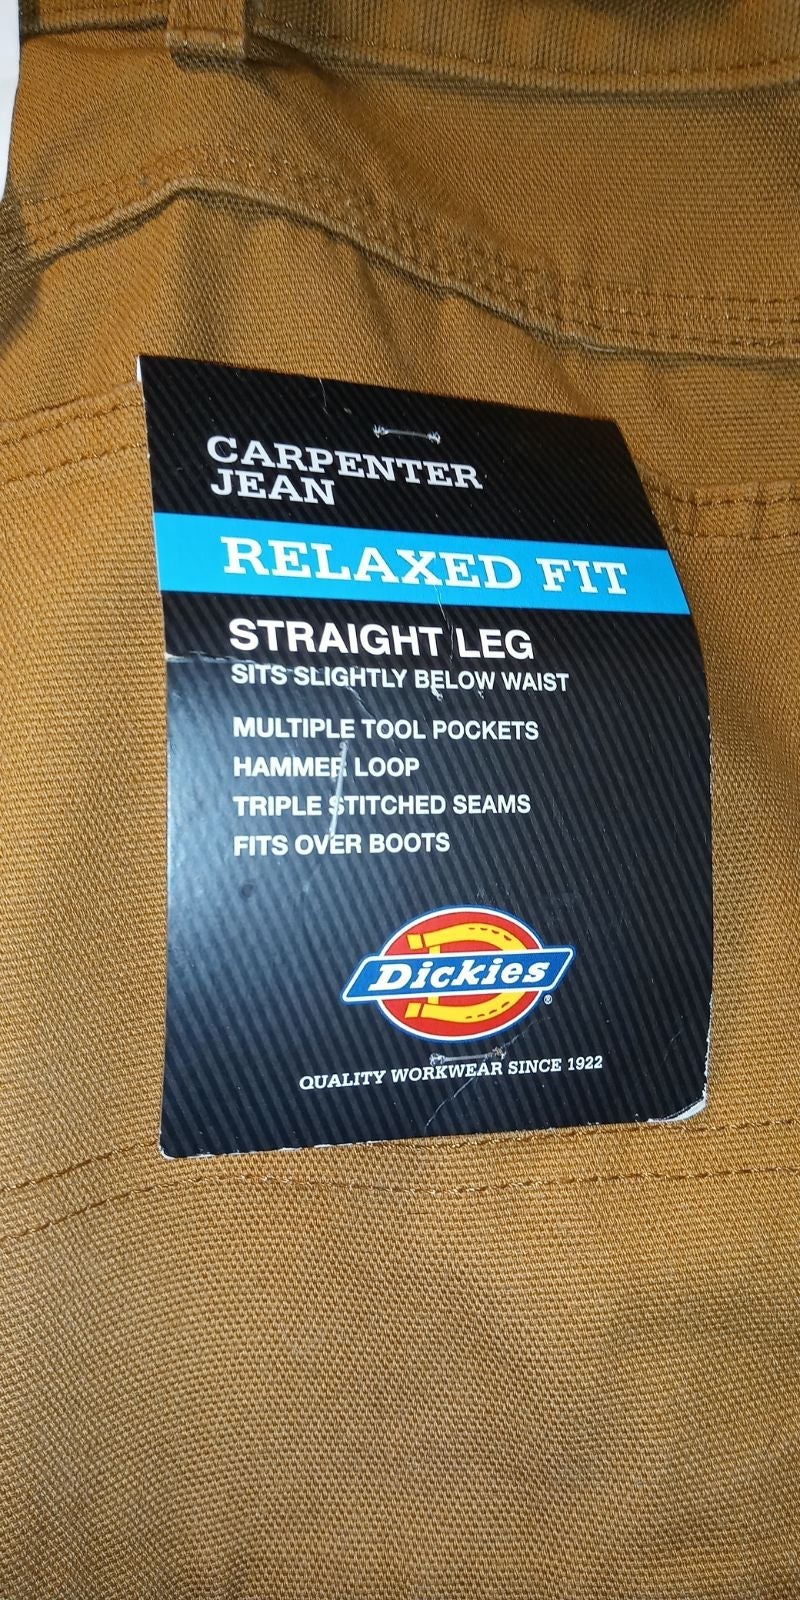 CARPENTER
JEAN
RELAXED FIT
STRAIGHT LEG
SITS SLIGHTLY BELOW WAIST
MULTIPLE TOOL POCKETS
HAMMER LOOP
TRIPLE STITCHED SEAMS
FITS OVER BOOTS
Dickies®
QUALITY WORKWEAR SINCE 1922